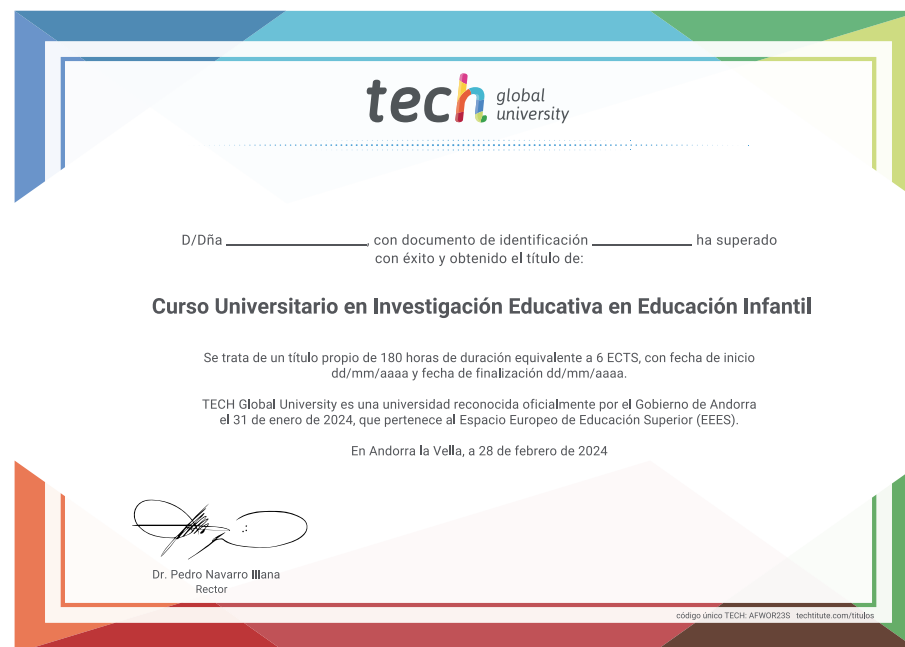 tech global university
D/Dña ______________, con documento de identificación __________ ha superado
con éxito y obtenido el título de:
Curso Universitario en Investigación Educativa en Educación Infantil
Se trata de un título propio de 180 horas de duración equivalente a 6 ECTS, con fecha de inicio
dd/mm/aaaa y fecha de finalización dd/mm/aaaa.
TECH Global University es una universidad reconocida oficialmente por el Gobierno de Andorra
el 31 de enero de 2024, que pertenece al Espacio Europeo de Educación Superior (EEES).
En Andorra la Vella, a 28 de febrero de 2024
Dr. Pedro Navarro Illana
Rector
código único TECH: AFWOR23S techtitute.com/titulos